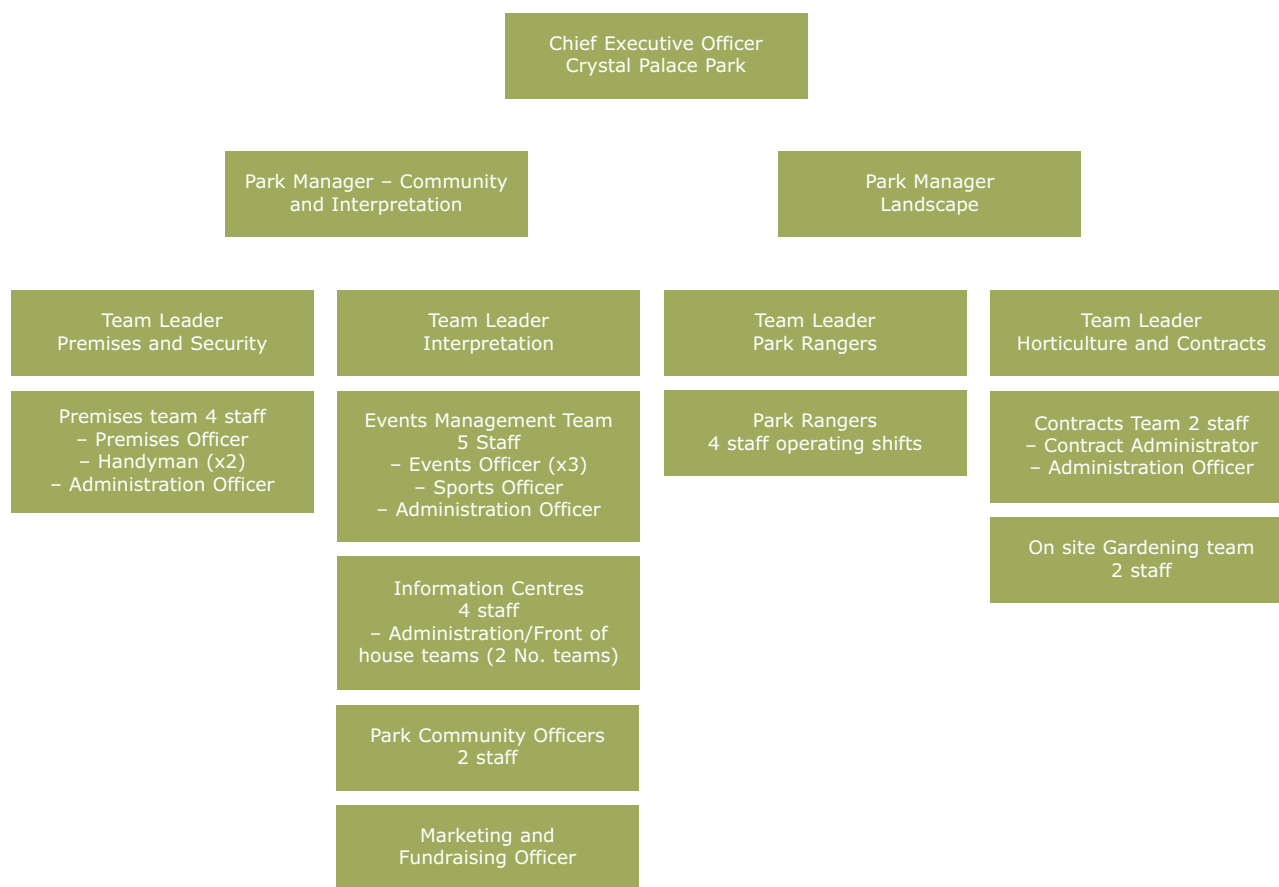 Chief Executive Officer
Crystal Palace Park
Park Manager – Community
and Interpretation
Park Manager
Landscape
Team Leader
Premises and Security
Team Leader
Interpretation
Team Leader
Park Rangers
Team Leader
Horticulture and Contracts
Premises team 4 staff
– Premises Officer
– Handyman (x2)
– Administration Officer
Events Management Team
5 Staff
– Events Officer (x3)
– Sports Officer
– Administration Officer
Park Rangers
4 staff operating shifts
Contracts Team 2 staff
– Contract Administrator
– Administration Officer
Information Centres
4 staff
– Administration/Front of
house teams (2 No. teams)
On site Gardening team
2 staff
Park Community Officers
2 staff
Marketing and
Fundraising Officer